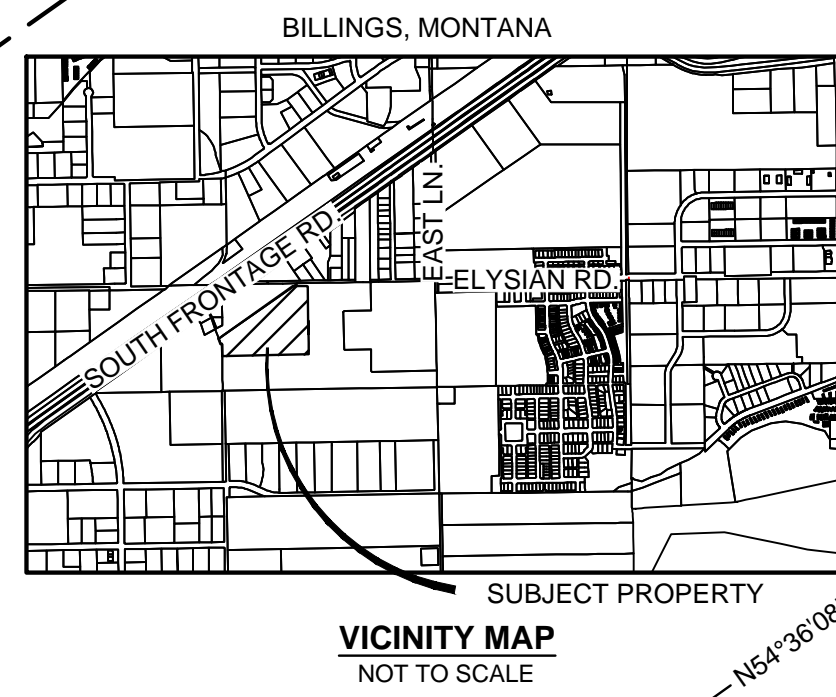 BILLINGS, MONTANA
EAST LN.
SOUTH FRONTAGE RD.
ELYSIAN RD.
SUBJECT PROPERTY
VICINITY MAP
NOT TO SCALE
N54°36'08